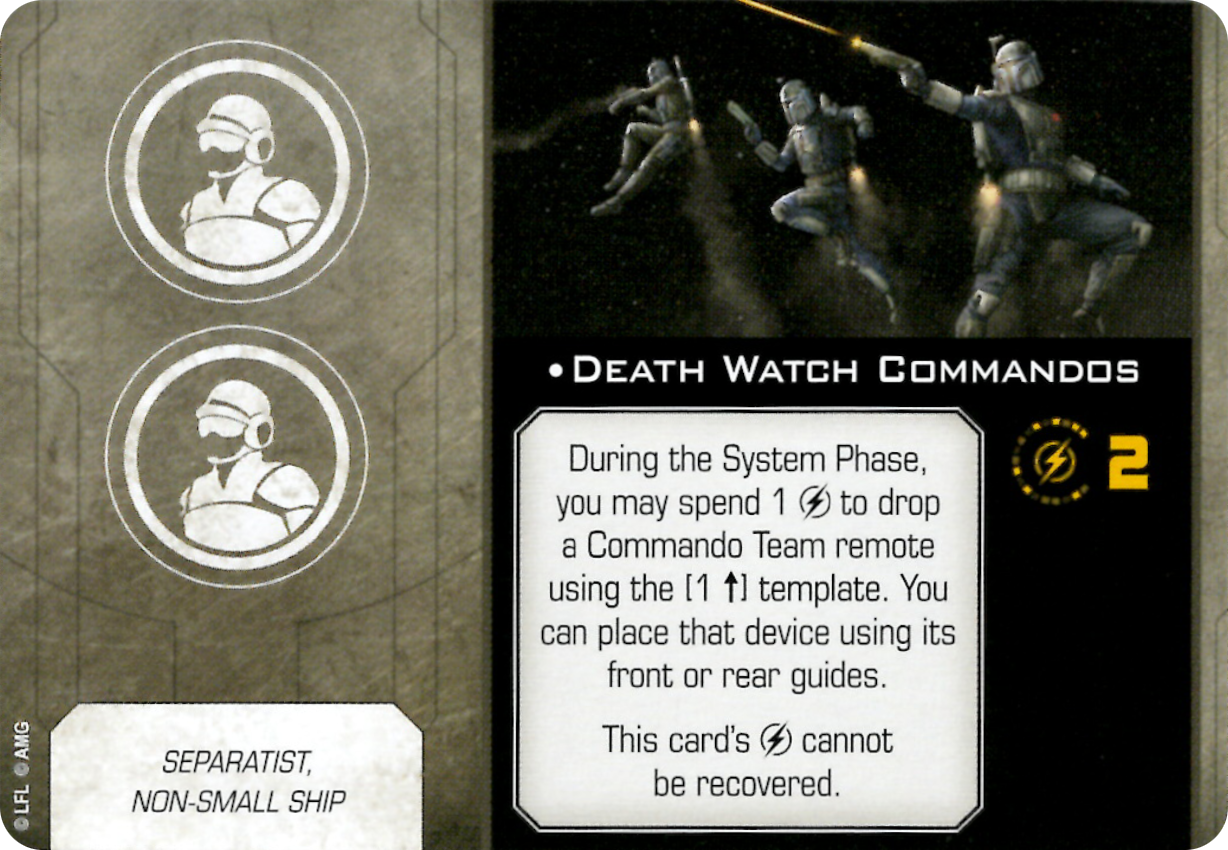 • DEATH WATCH COMMANDOS
During the System Phase,
you may spend 1 to drop
a Commando Team remote
using the [1 ⬆] template. You
can place that device using its
front or rear guides.
This card's cannot
be recovered.
2
SEPARATIST,
NON-SMALL SHIP
© LFL © AMG